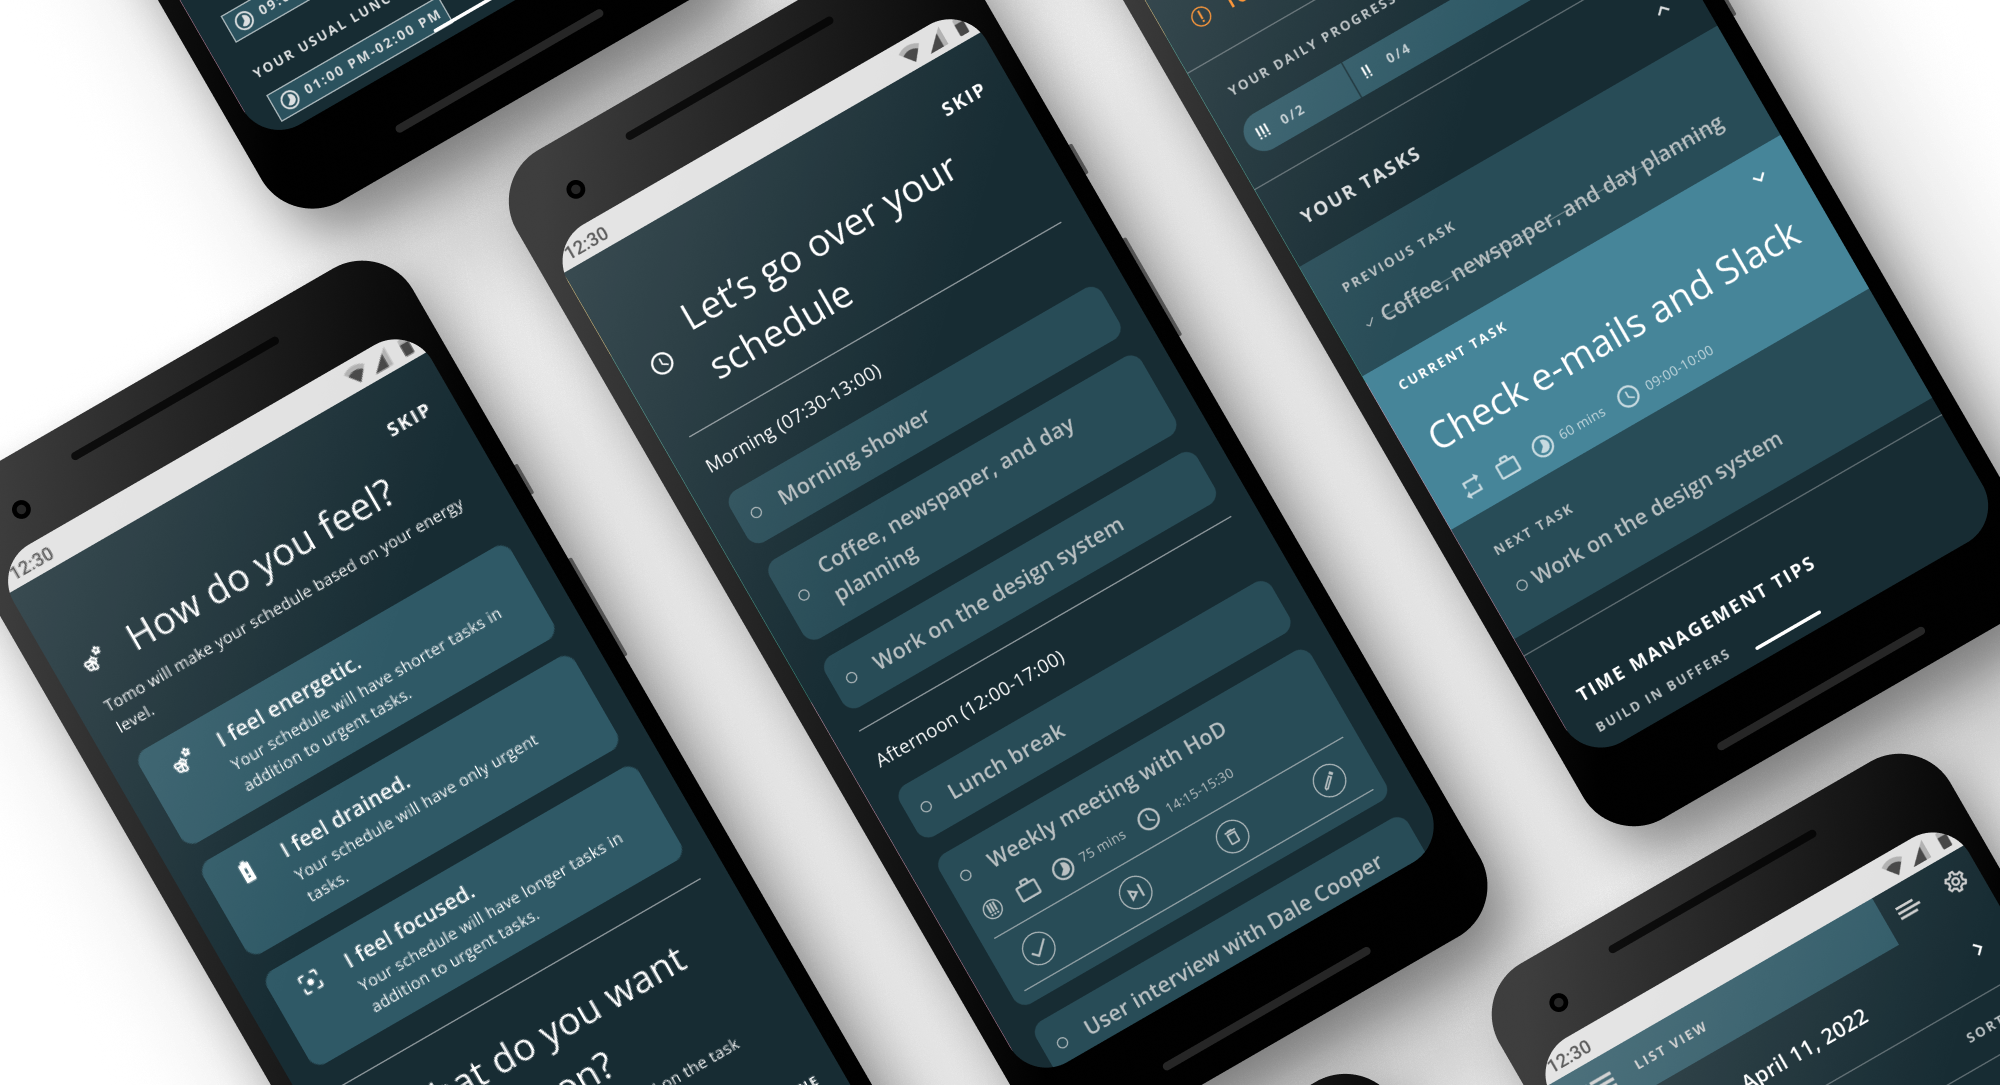 YOUR USUAL LUNC
01:00 PM-02:00 PM
12:30
SKIP
How do you feel?
Tomo will make your schedule based on your energy
level.
I feel energetic.
Your schedule will have shorter tasks in
addition to urgent tasks.
I feel drained.
Your schedule will have only urgent
tasks.
I feel focused.
Your schedule will have longer tasks in
addition to urgent tasks.
at do you want
on?
on the task
12:30
SKIP
Let's go over your
schedule
Morning (07:30-13:00)
Morning shower
Coffee, newspaper, and day
planning
Work on the design system
Afternoon (12:00-17:00)
Lunch break
Weekly meeting with HoD
75 mins 14:15-15:30
User interview with Dale Cooper
YOUR DAILY PROGRESS
0/2 0/4
YOUR TASKS
PREVIOUS TASK
Coffee, newspaper, and day planning
CURRENT TASK
Check e-mails and Slack
60 mins 09:00-10:00
NEXT TASK
Work on the design system
TIME MANAGEMENT TIPS
BUILD IN BUFFERS
12:30
LIST VIEW
April 11, 2022
SORT